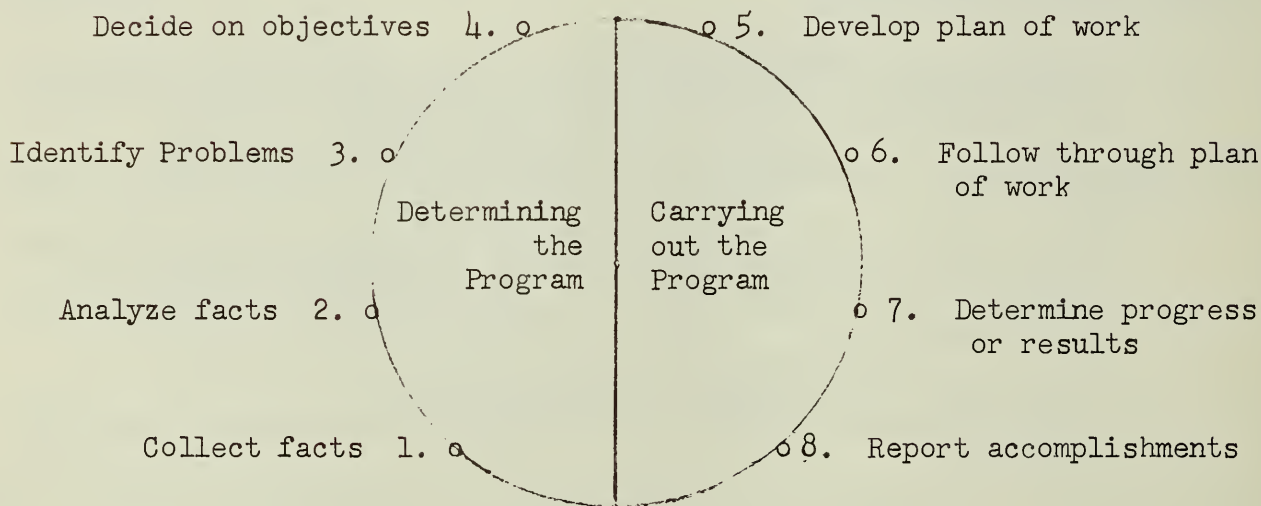 Decide on objectives 4.
5. Develop plan of work
Identify Problems 3.
6. Follow through plan
of work
Determining
the
Program
Carrying
out the
Program
Analyze facts 2.
7. Determine progress
or results
Collect facts 1.
8. Report accomplishments